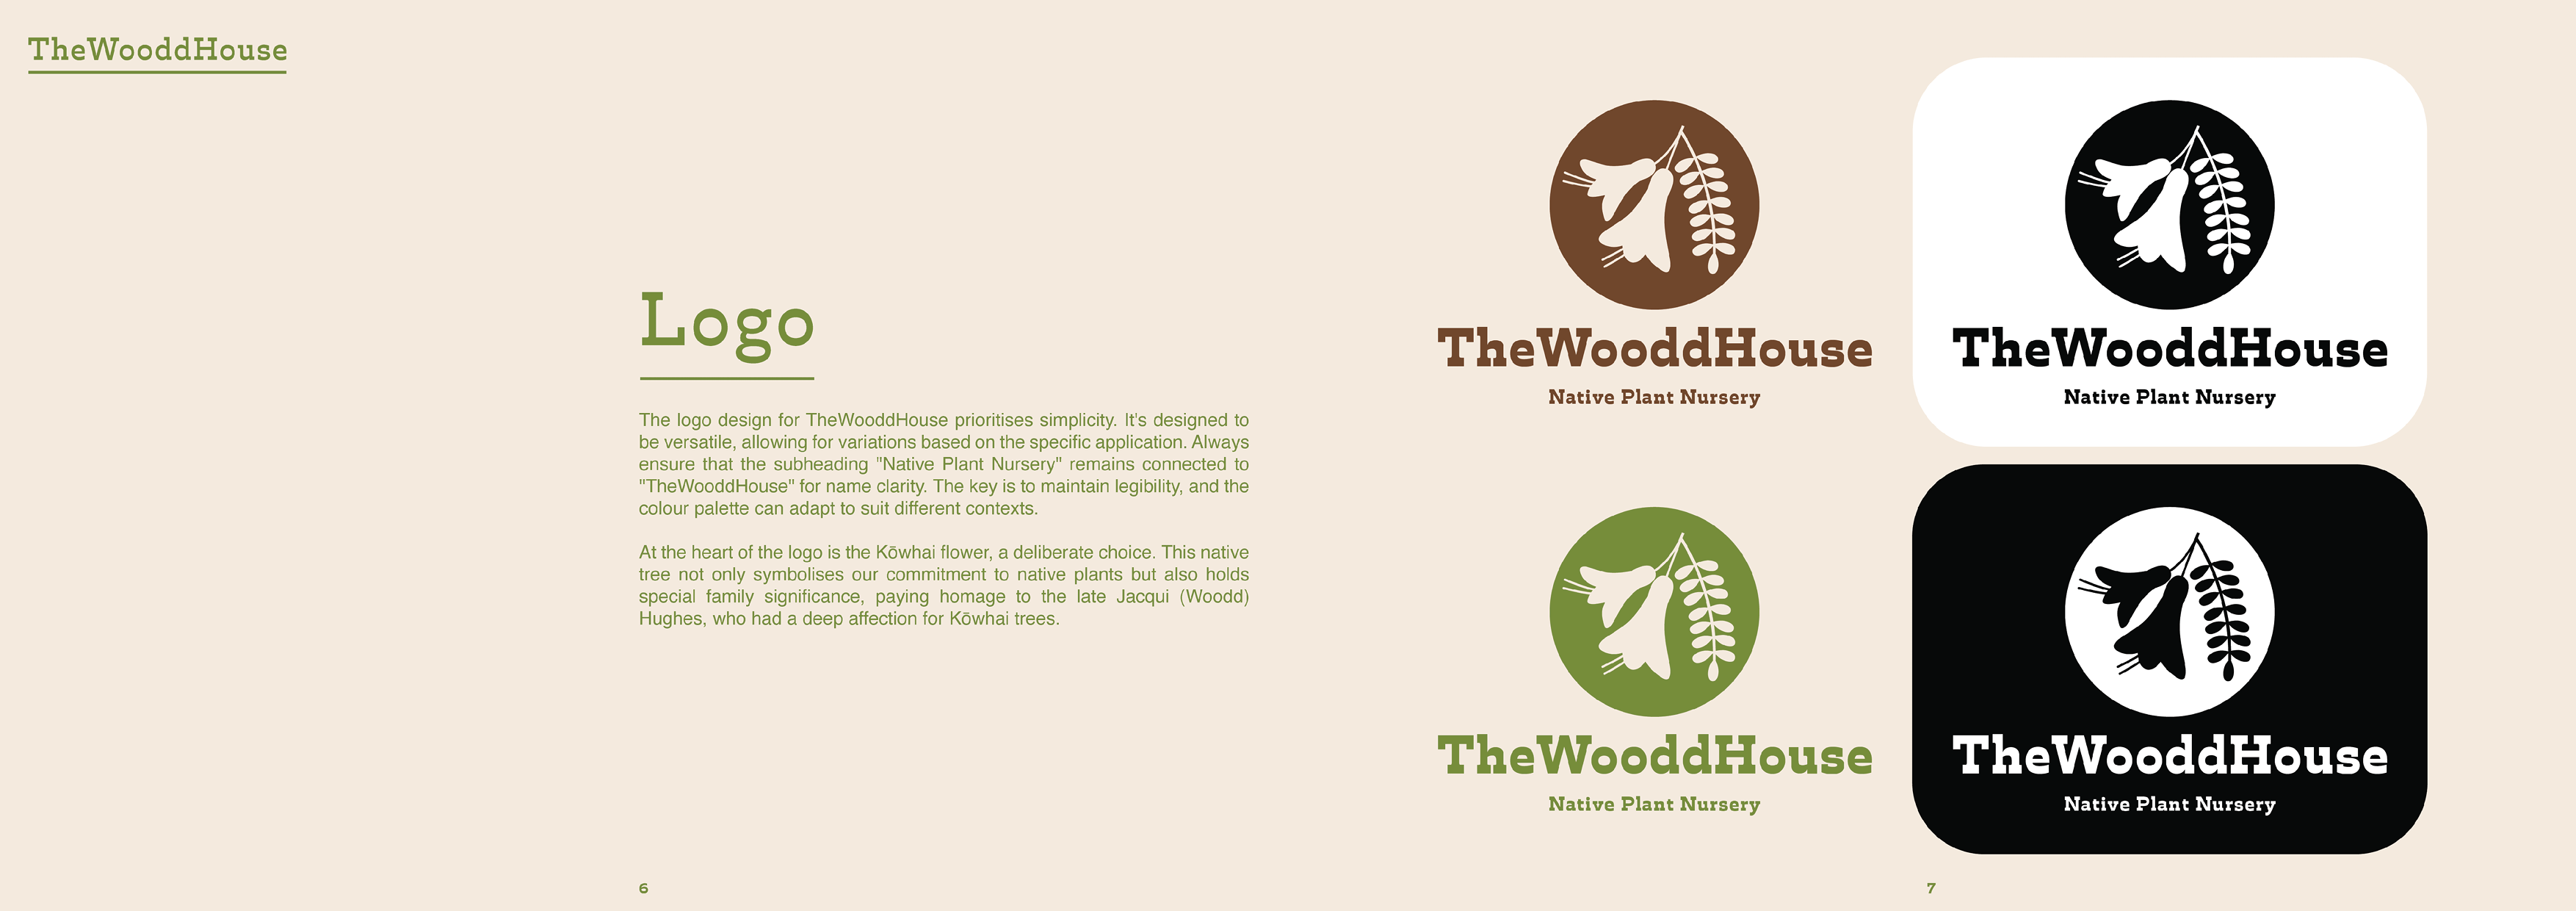 TheWooddHouse
Logo
The logo design for TheWooddHouse prioritises simplicity. It's designed to
be versatile, allowing for variations based on the specific application. Always
ensure that the subheading "Native Plant Nursery" remains connected to
"TheWooddHouse" for name clarity. The key is to maintain legibility, and the
colour palette can adapt to suit different contexts.
At the heart of the logo is the Kōwhai flower, a deliberate choice. This native
tree not only symbolises our commitment to native plants but also holds
special family significance, paying homage to the late Jacqui (Woodd)
Hughes, who had a deep affection for Kōwhai trees.
6
TheWooddHouse
Native Plant Nursery
TheWooddHouse
Native Plant Nursery
TheWooddHouse
Native Plant Nursery
TheWooddHouse
Native Plant Nursery
7